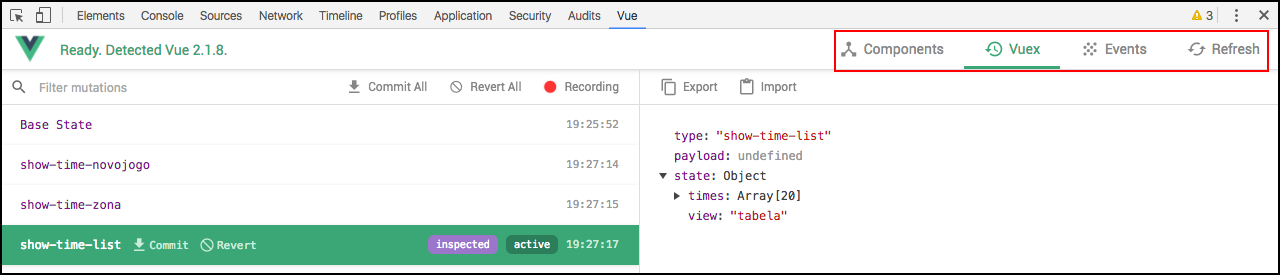 Elements Console Sources Network Timeline Profiles Application Security Audits Vue 3
Ready. Detected Vue 2.1.8. Components Vuex Events Refresh
Filter mutations Commit All Revert All Recording Export Import
Base State 19:25:52
show-time-novojogo 19:27:14
show-time-zona 19:27:15
show-time-list Commit Revert inspected active 19:27:17
type: "show-time-list"
payload: undefined
state: Object
times: Array[20]
view: "tabela"